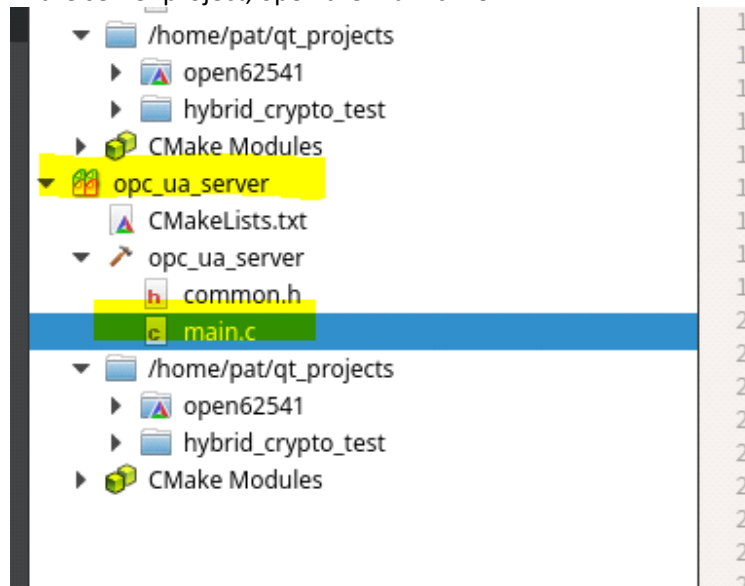 /home/pat/qt_projects
open62541
hybrid_crypto_test
CMake Modules
opc_ua_server
CMakeLists.txt
opc_ua_server
h common.h
c main.c
/home/pat/qt_projects
open62541
hybrid_crypto_test
CMake Modules